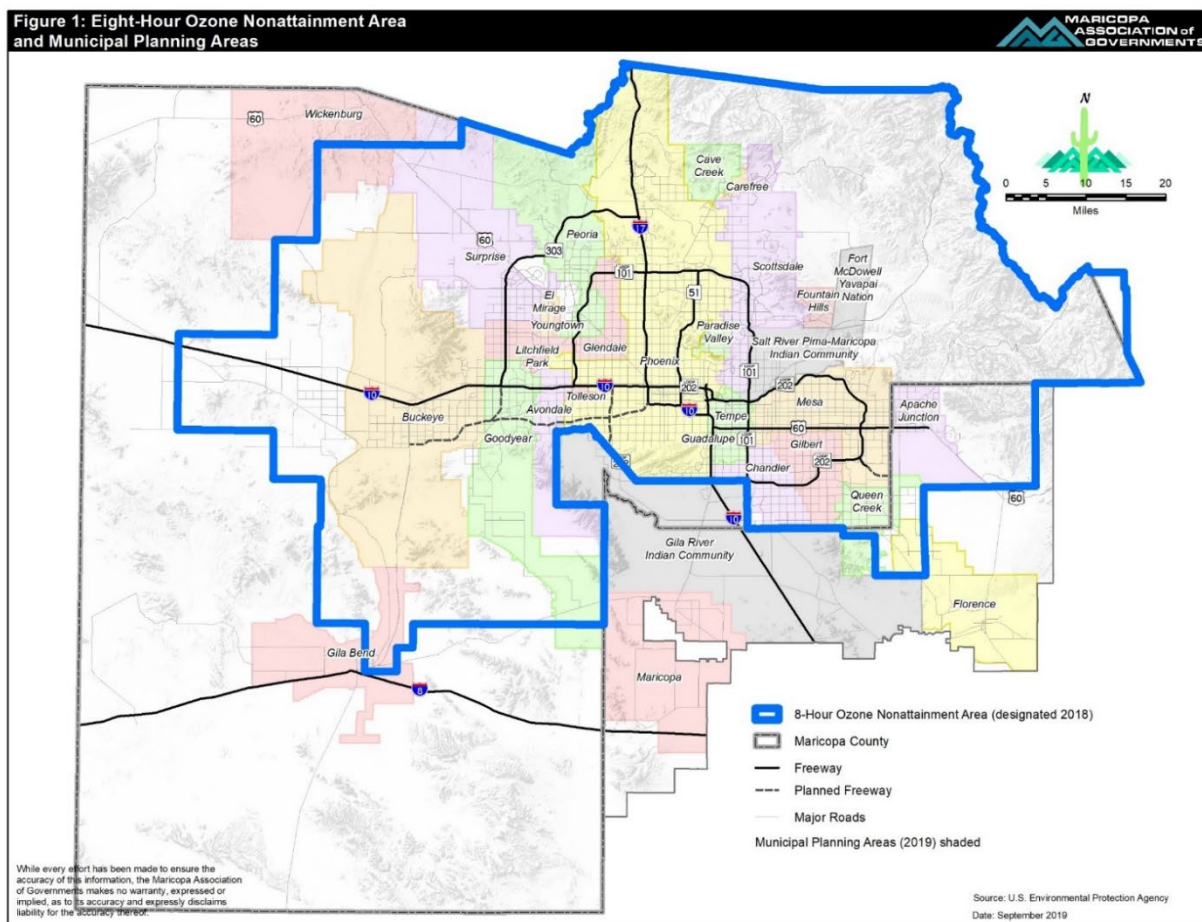 Figure 1: Eight-Hour Ozone Nonattainment Area
and Municipal Planning Areas
MARICOPA
ASSOCIATION of
GOVERNMENTS
N
0 5 10 15 20
Miles
60
Wickenburg
Cave
Creek
Carefree
17
60
Surprise
303
Peoria
101
51
Scottsdale
Fort
McDowell
Yavapai
Nation
Fountain
Hills
El
Mirage
Youngtown
Litchfield
Park
Glendale
Paradise
Valley
Phoenix
Salt River Pima-Maricopa
Indian Community
101
LOOP
202
LOOP
202
10
10
10
Buckeye
Avondale
Tolleson
Goodyear
Tempe
Guadalupe
101
Mesa
60
Gilbert
LOOP
202
Chandler
Apache
Junction
Queen
Creek
60
10
Gila River
Indian Community
Florence
Gila Bend
8
Maricopa
8-Hour Ozone Nonattainment Area (designated 2018)
Maricopa County
Freeway
Planned Freeway
Major Roads
Municipal Planning Areas (2019) shaded
While every effort has been made to ensure the
accuracy of this information, the Maricopa Association
of Governments makes no warranty, expressed or
implied, as to its accuracy and expressly disclaims
liability for the accuracy thereof.
Source: U.S. Environmental Protection Agency
Date: September 2019